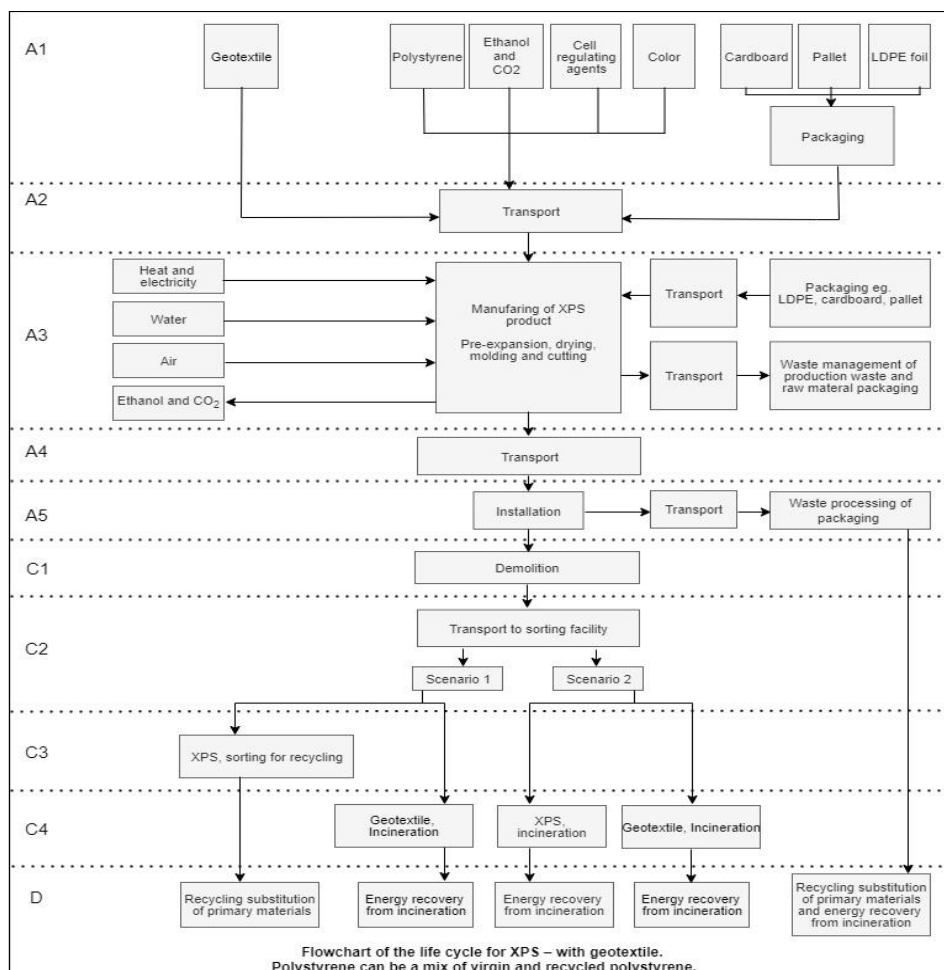 A1
Geotextile
Polystyrene
Ethanol
and
CO2
Cell
regulating
agents
Color
Cardboard
Pallet
LDPE foil
Packaging
A2
Transport
A3
Heat and
electricity
Water
Air
Ethanol and CO₂
Manufaring of XPS
product
Pre-expansion, drying,
molding and cutting
Transport
Packaging eg.
LDPE, cardboard, pallet
Transport
Waste management of
production waste and
raw materal packaging
A4
Transport
A5
Installation
Transport
Waste processing of
packaging
C1
Demolition
C2
Transport to sorting facility
Scenario 1
Scenario 2
C3
XPS, sorting for recycling
C4
Geotextile,
Incineration
XPS,
incineration
Geotextile, Incineration
D
Recycling substitution
of primary materials
Energy recovery
from incineration
Energy recovery
from incineration
Energy recovery
from incineration
Recycling substitution
of primary materials
and energy recovery
from incineration
Flowchart of the life cycle for XPS – with geotextile.
Polystyrene can be a mix of virgin and recycled polystyrene.